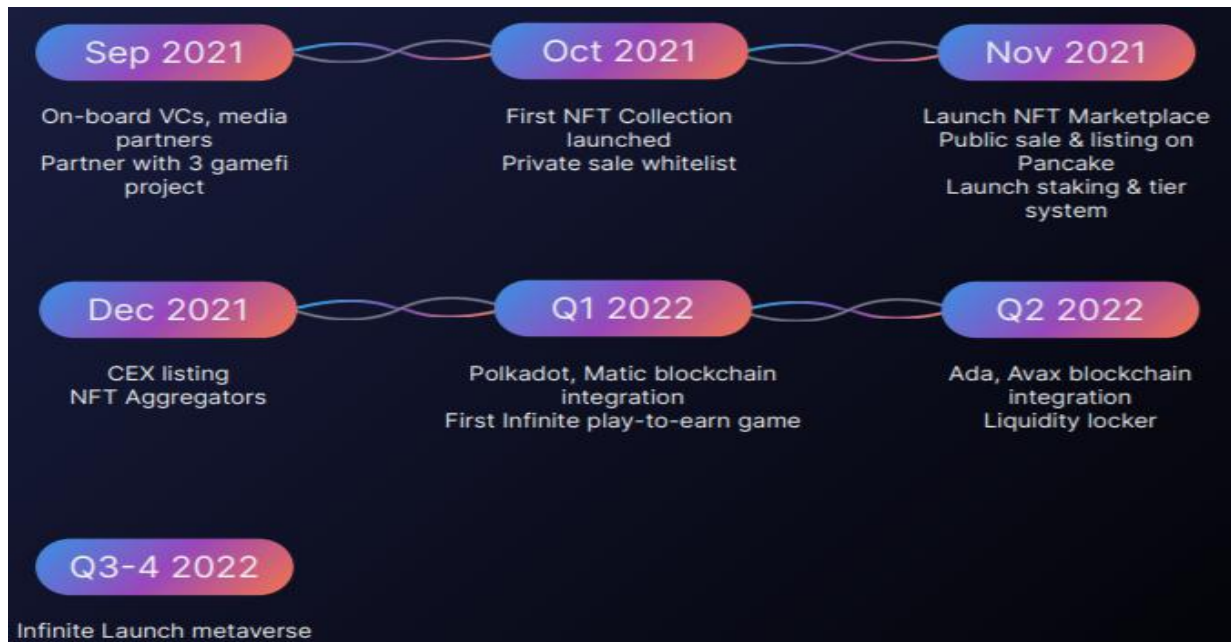 Sep 2021
On-board VCs, media
partners
Partner with 3 gamefi
project
Oct 2021
First NFT Collection
launched
Private sale whitelist
Nov 2021
Launch NFT Marketplace
Public sale & listing on
Pancake
Launch staking & tier
system
Dec 2021
CEX listing
NFT Aggregators
Q1 2022
Polkadot, Matic blockchain
integration
First Infinite play-to-earn game
Q2 2022
Ada, Avax blockchain
integration
Liquidity locker
Q3-4 2022
Infinite Launch metaverse